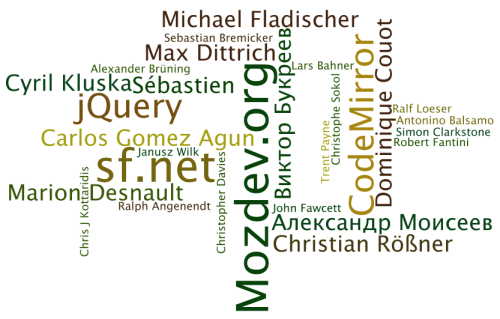 Michael Fladischer
Sebastian Bremicker
Max Dittrich
Lars Bahner
Alexander Brüning
Cyril Kluska
Sébastien
jQuery
Mozdev.org
Виктор Букреев
Christophe Sokol
Trent Payne
CodeMirror
Dominique Couot
Ralf Loeser
Antonino Balsamo
Simon Clarkstone
Robert Fantini
Carlos Gomez Agun
Janusz Wilk
sf.net
Chris J Kottaridis
Christopher Davies
Marion Desnault
Ralph Angenendt
John Fawcett
Александр Моисеев
Christian Rößner